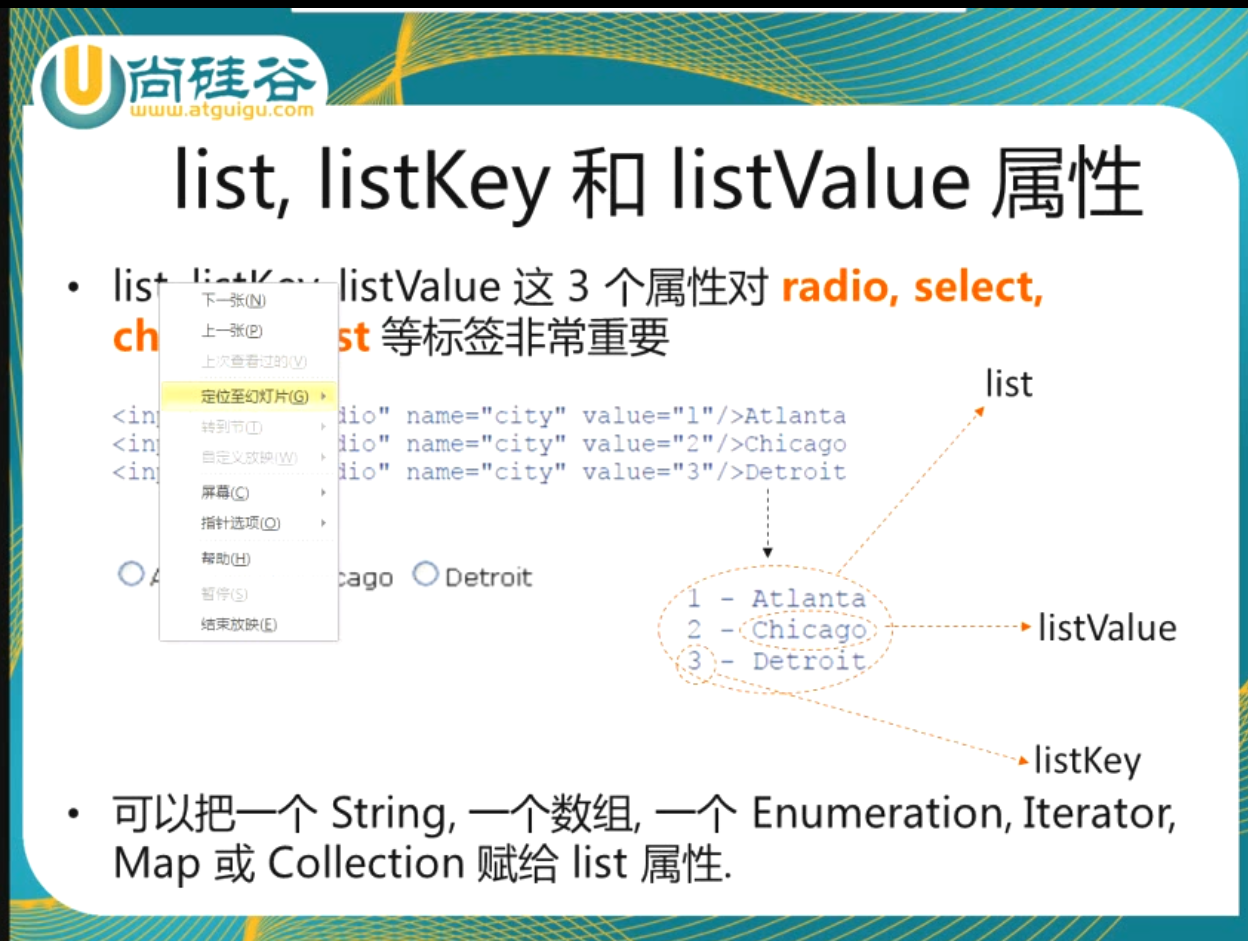 尚硅谷
www.atguigu.com
list, listKey 和 listValue 属性
• list, listKey, listValue 这 3 个属性对 radio, select,
ch st 等标签非常重要
<inp dio" name="city" value="1"/>Atlanta
<inp dio" name="city" value="2"/>Chicago
<inp dio" name="city" value="3"/>Detroit
下一张(N)
上一张(P)
上次查看过的(V)
定位至幻灯片(G)
转到节(T)
自定义放映(W)
屏幕(C)
指针选项(O)
帮助(H)
暂停(S)
结束放映(E)
A cago Detroit
list
1 - Atlanta
2 - Chicago
3 - Detroit
listValue
listKey
• 可以把一个 String, 一个数组, 一个 Enumeration, Iterator,
Map 或 Collection 赋给 list 属性.